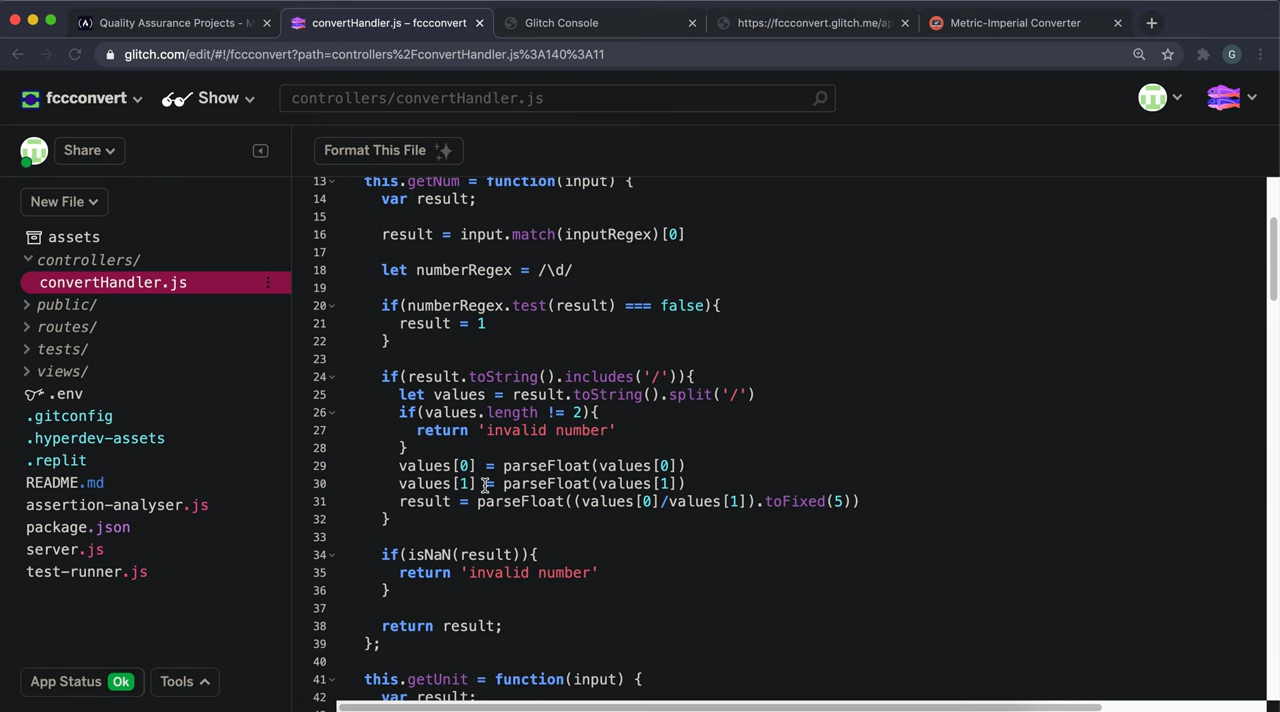 Quality Assurance Projects - M
convertHandler.js – fccconvert
Glitch Console
https://fccconvert.glitch.me/ap
Metric-Imperial Converter
glitch.com/edit/#!/fccconvert?path=controllers%2FconvertHandler.js%3A140%3A11
G
fccconvert
Show
controllers/convertHandler.js
Share
Format This File
New File
assets
controllers/
convertHandler.js
public/
routes/
tests/
views/
.env
.gitconfig
.hyperdev-assets
.replit
README.md
assertion-analyser.js
package.json
server.js
test-runner.js
App Status Ok
Tools
13 this.getNum = function(input) {
14 var result;
15
16 result = input.match(inputRegex)[0]
17
18 let numberRegex = /\d/
19
20 if(numberRegex.test(result) === false){
21 result = 1
22 }
23
24 if(result.toString().includes('/')){
25 let values = result.toString().split('/')
26 if(values.length != 2){
27 return 'invalid number'
28 }
29 values[0] = parseFloat(values[0])
30 values[1] = parseFloat(values[1])
31 result = parseFloat((values[0]/values[1]).toFixed(5))
32 }
33
34 if(isNaN(result)){
35 return 'invalid number'
36 }
37
38 return result;
39 };
40
41 this.getUnit = function(input) {
42 var result;